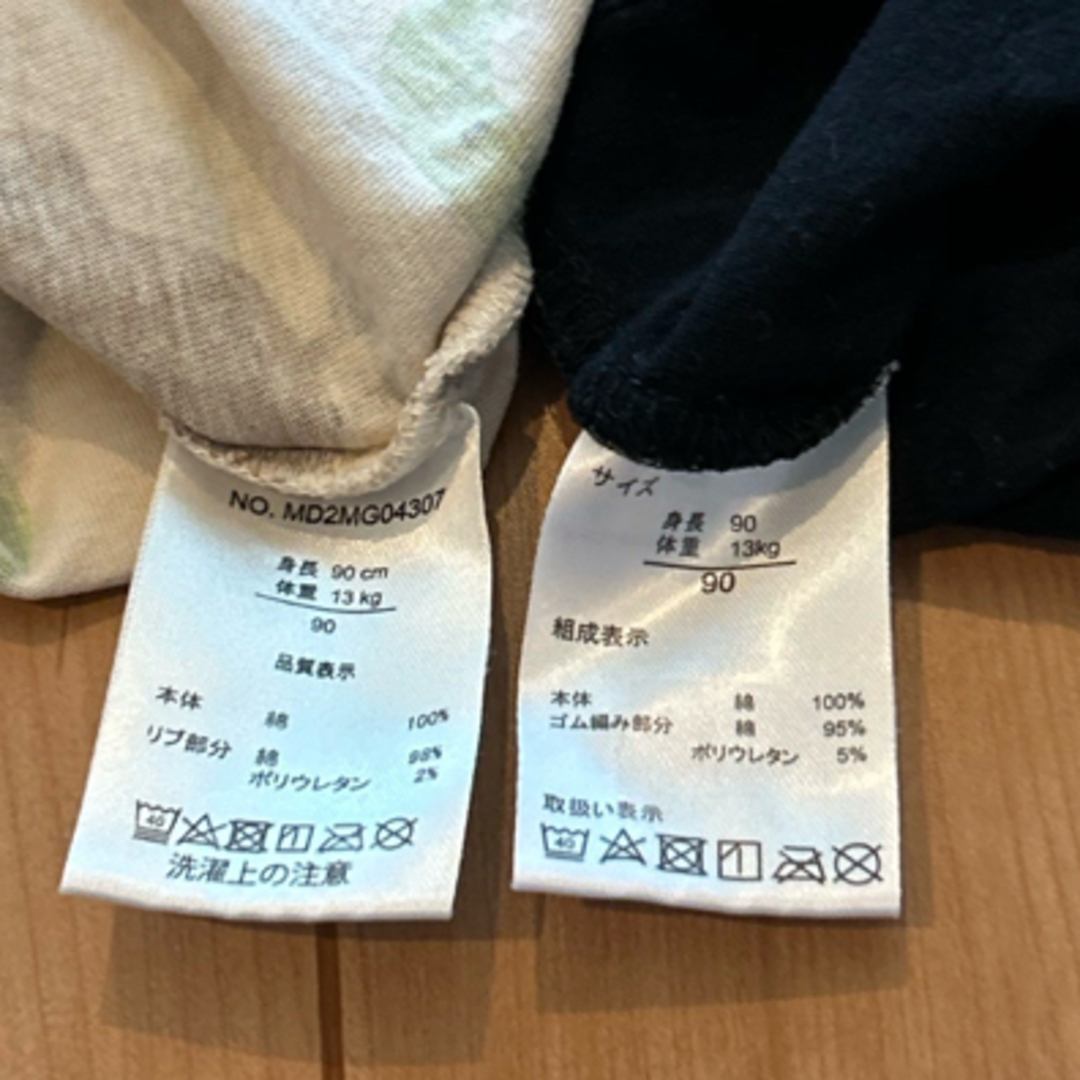 NO. MD2MG04307
身長 90 cm
体重 13 kg
90
品質表示
本体 綿 100%
リブ部分 綿 98%
ポリウレタン 2%
40
洗濯上の注意
サイズ
身長 90
体重 13kg
90
組成表示
本体 綿 100%
ゴム編み部分 綿 95%
ポリウレタン 5%
取扱い表示
40